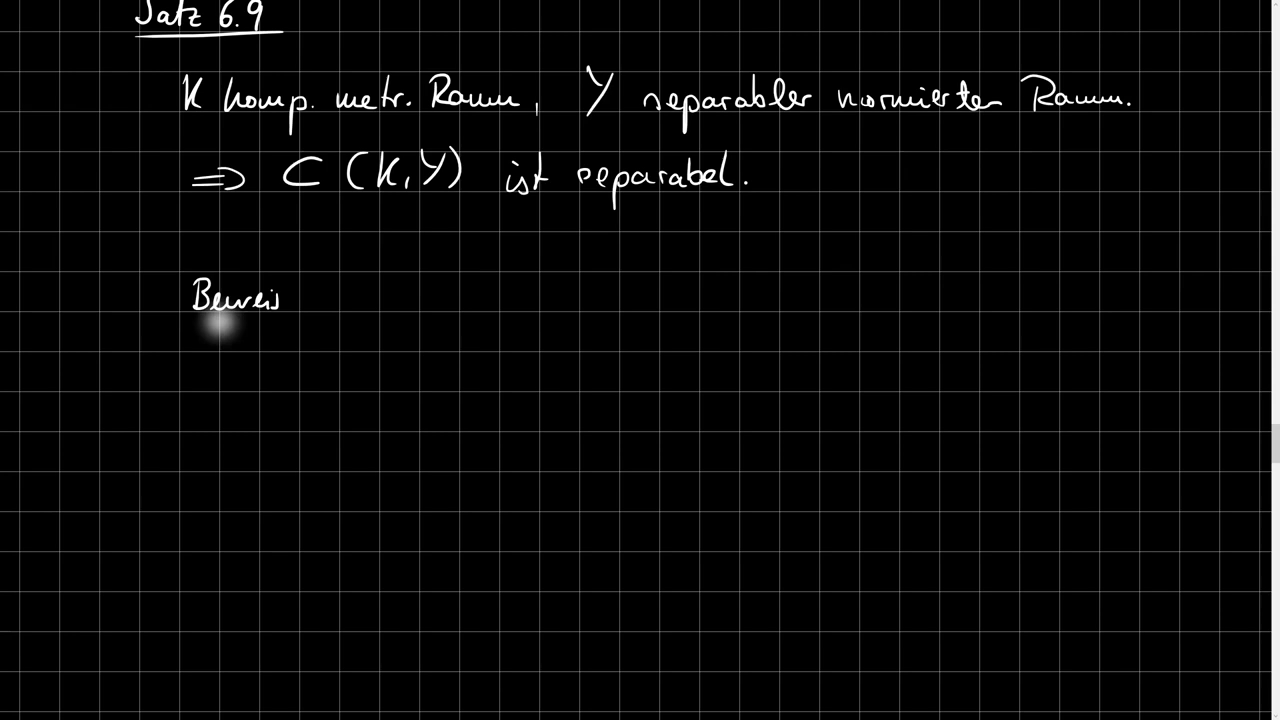 Satz 6.9
K komp. metr. Raum, Y separabler normierter Raum.
⇒ C (K, Y) ist separabel.
Beweis